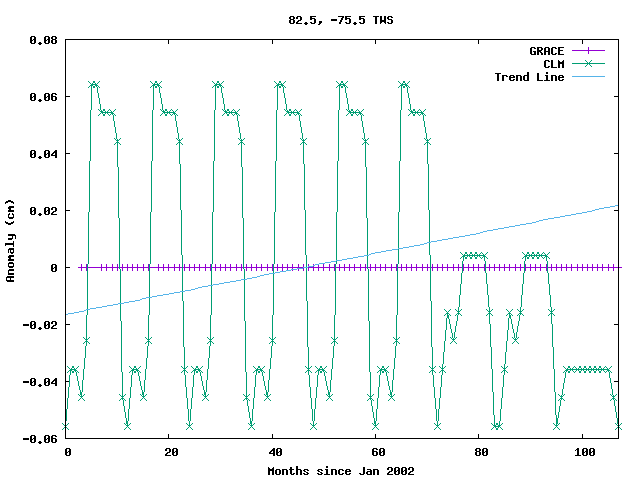 82.5, -75.5 TWS
GRACE
CLM
Trend Line
0.08
0.06
0.04
0.02
0
-0.02
-0.04
-0.06
Anomaly (cm)
0 20 40 60 80 100
Months since Jan 2002